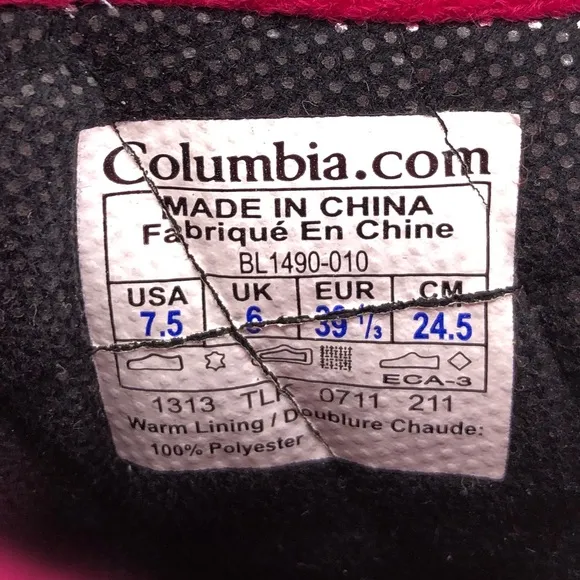 Columbia.com
MADE IN CHINA
Fabriqué En Chine
BL1490-010
USA UK EUR CM
7.5 6 39 1/3 24.5
ECA-3
1313 TLK 0711 211
Warm Lining / Doublure Chaude:
100% Polyester